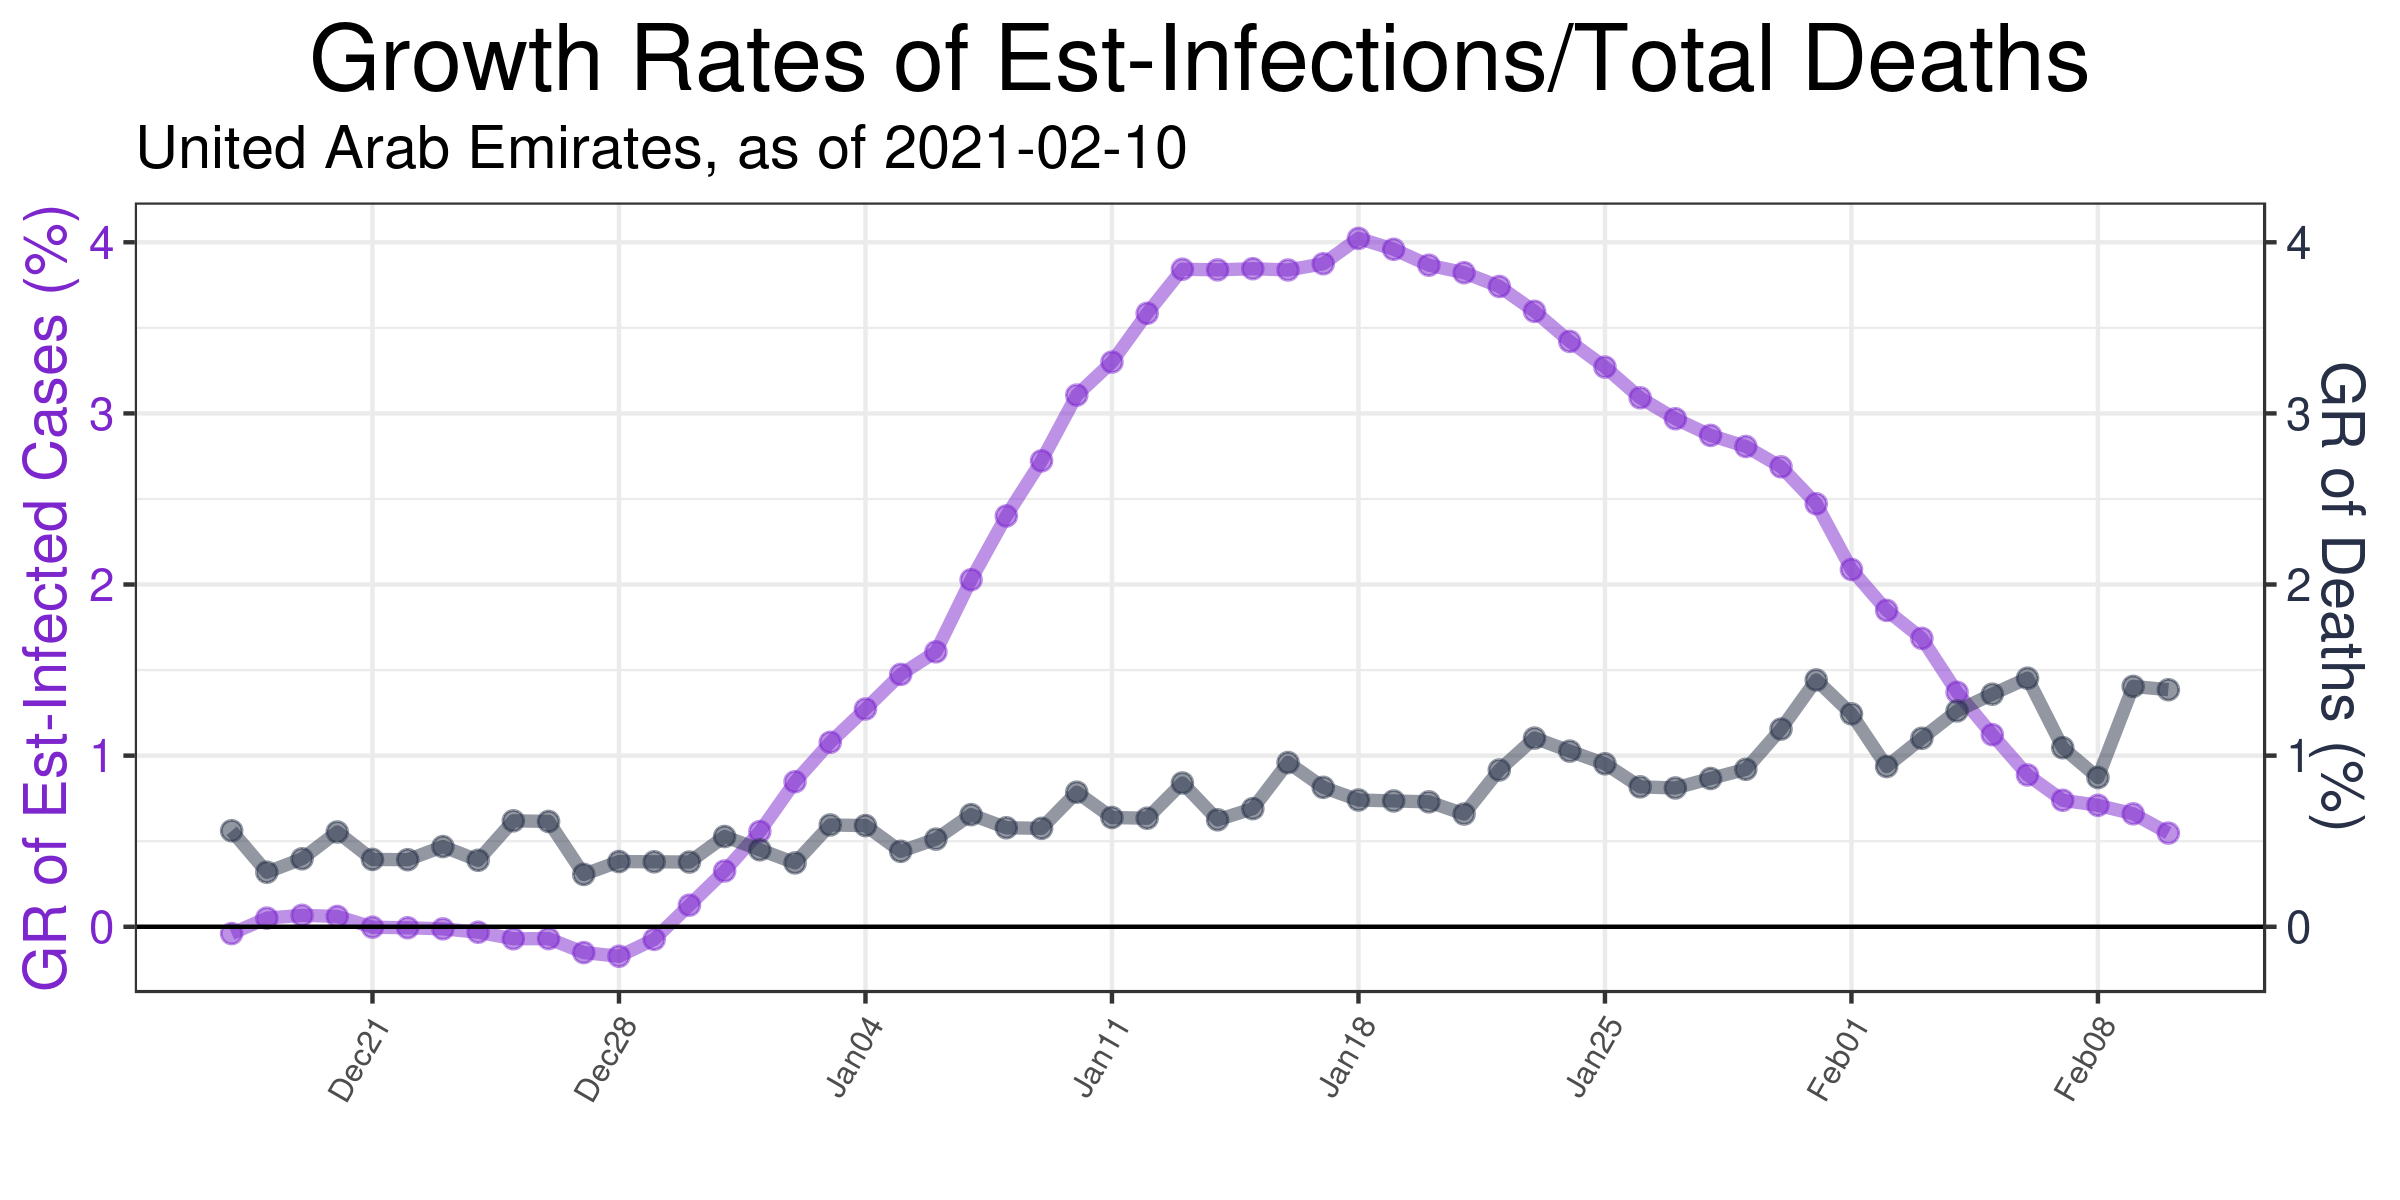 Growth Rates of Est-Infections/Total Deaths
United Arab Emirates, as of 2021-02-10
GR of Est-Infected Cases (%)
4
3
2
1
0
GR of Deaths (%)
4
3
2
1
0
Dec21
Dec28
Jan04
Jan11
Jan18
Jan25
Feb01
Feb08